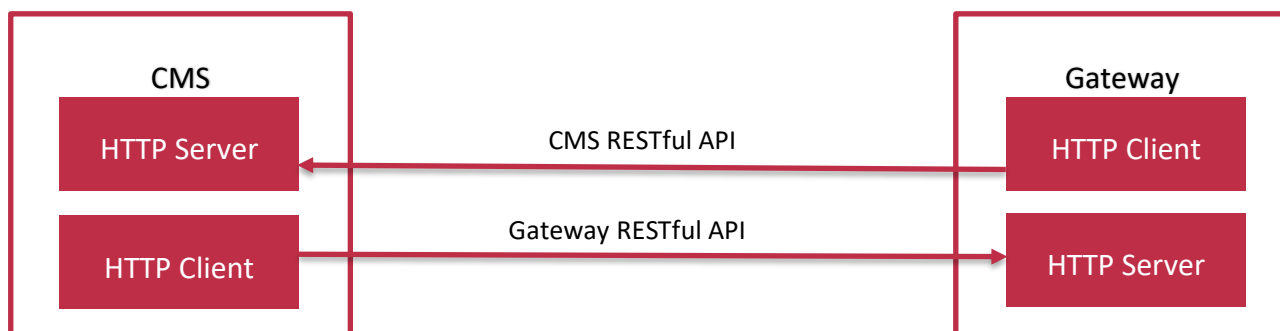 CMS
Gateway
HTTP Server
CMS RESTful API
HTTP Client
HTTP Client
Gateway RESTful API
HTTP Server